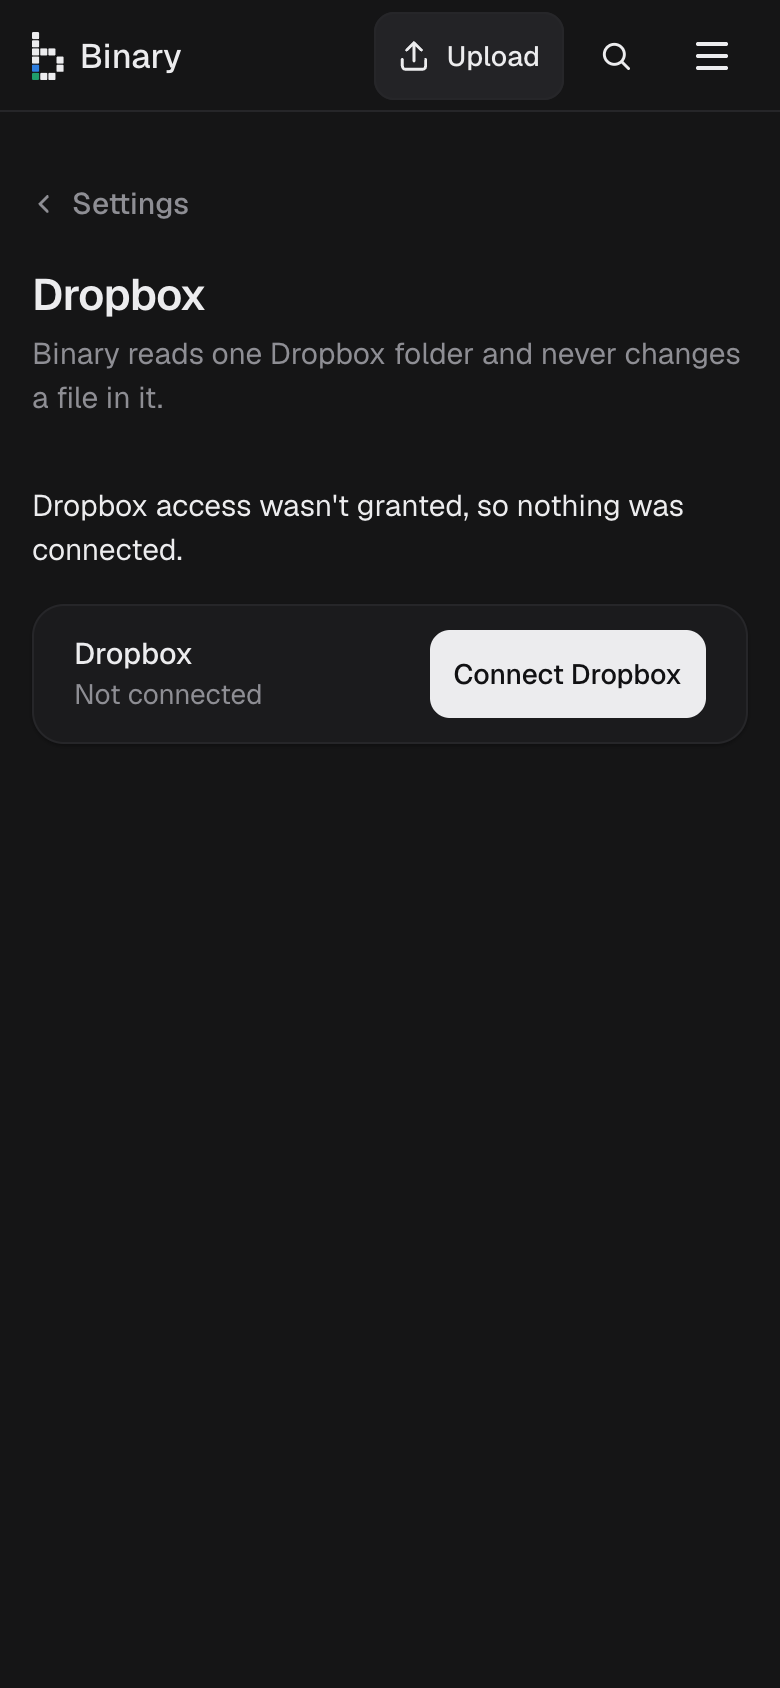 Binary
Upload
Settings
Dropbox
Binary reads one Dropbox folder and never changes
a file in it.
Dropbox access wasn't granted, so nothing was
connected.
Dropbox
Not connected
Connect Dropbox